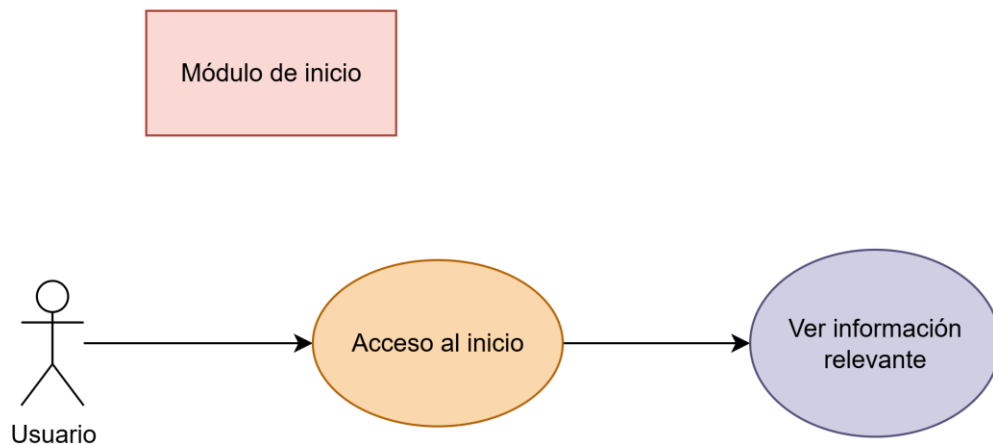 Módulo de inicio
Acceso al inicio
Ver información
relevante
Usuario